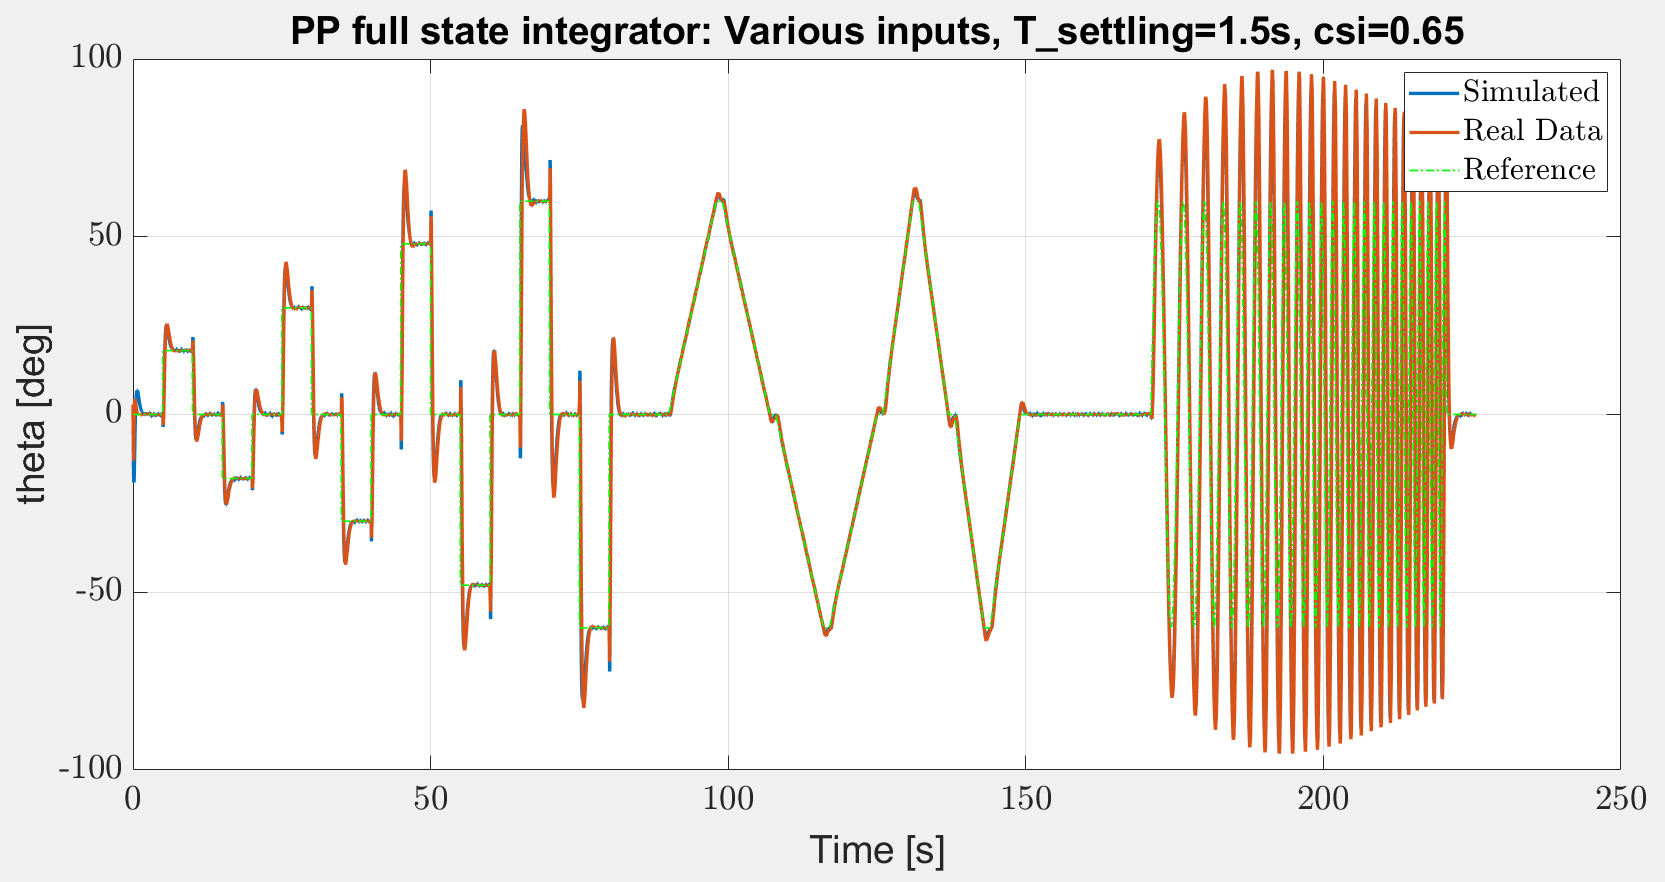 PP full state integrator: Various inputs, T_settling=1.5s, csi=0.65
100
50
0
-50
-100
theta [deg]
Simulated
Real Data
Reference
0 50 100 150 200 250
Time [s]